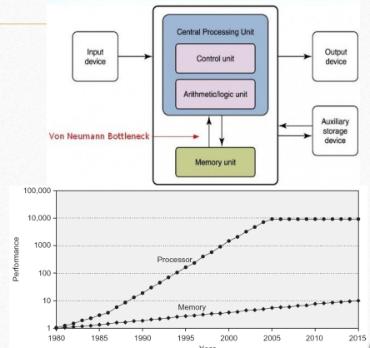 Central Processing Unit
Input
device
Control unit
Output
device
Arithmetic/logic unit
Von Neumann Bottleneck
Auxiliary
storage
device
Memory unit
100,000
10,000
1000
100
10
1
Performance
Processor
Memory
1980
1985
1990
1995
2000
2005
2010
2015